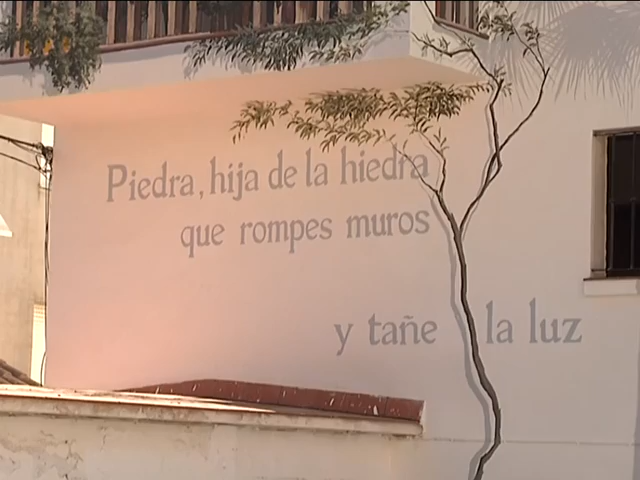 Piedra, hija de la hiedra
que rompes muros
y tañe la luz